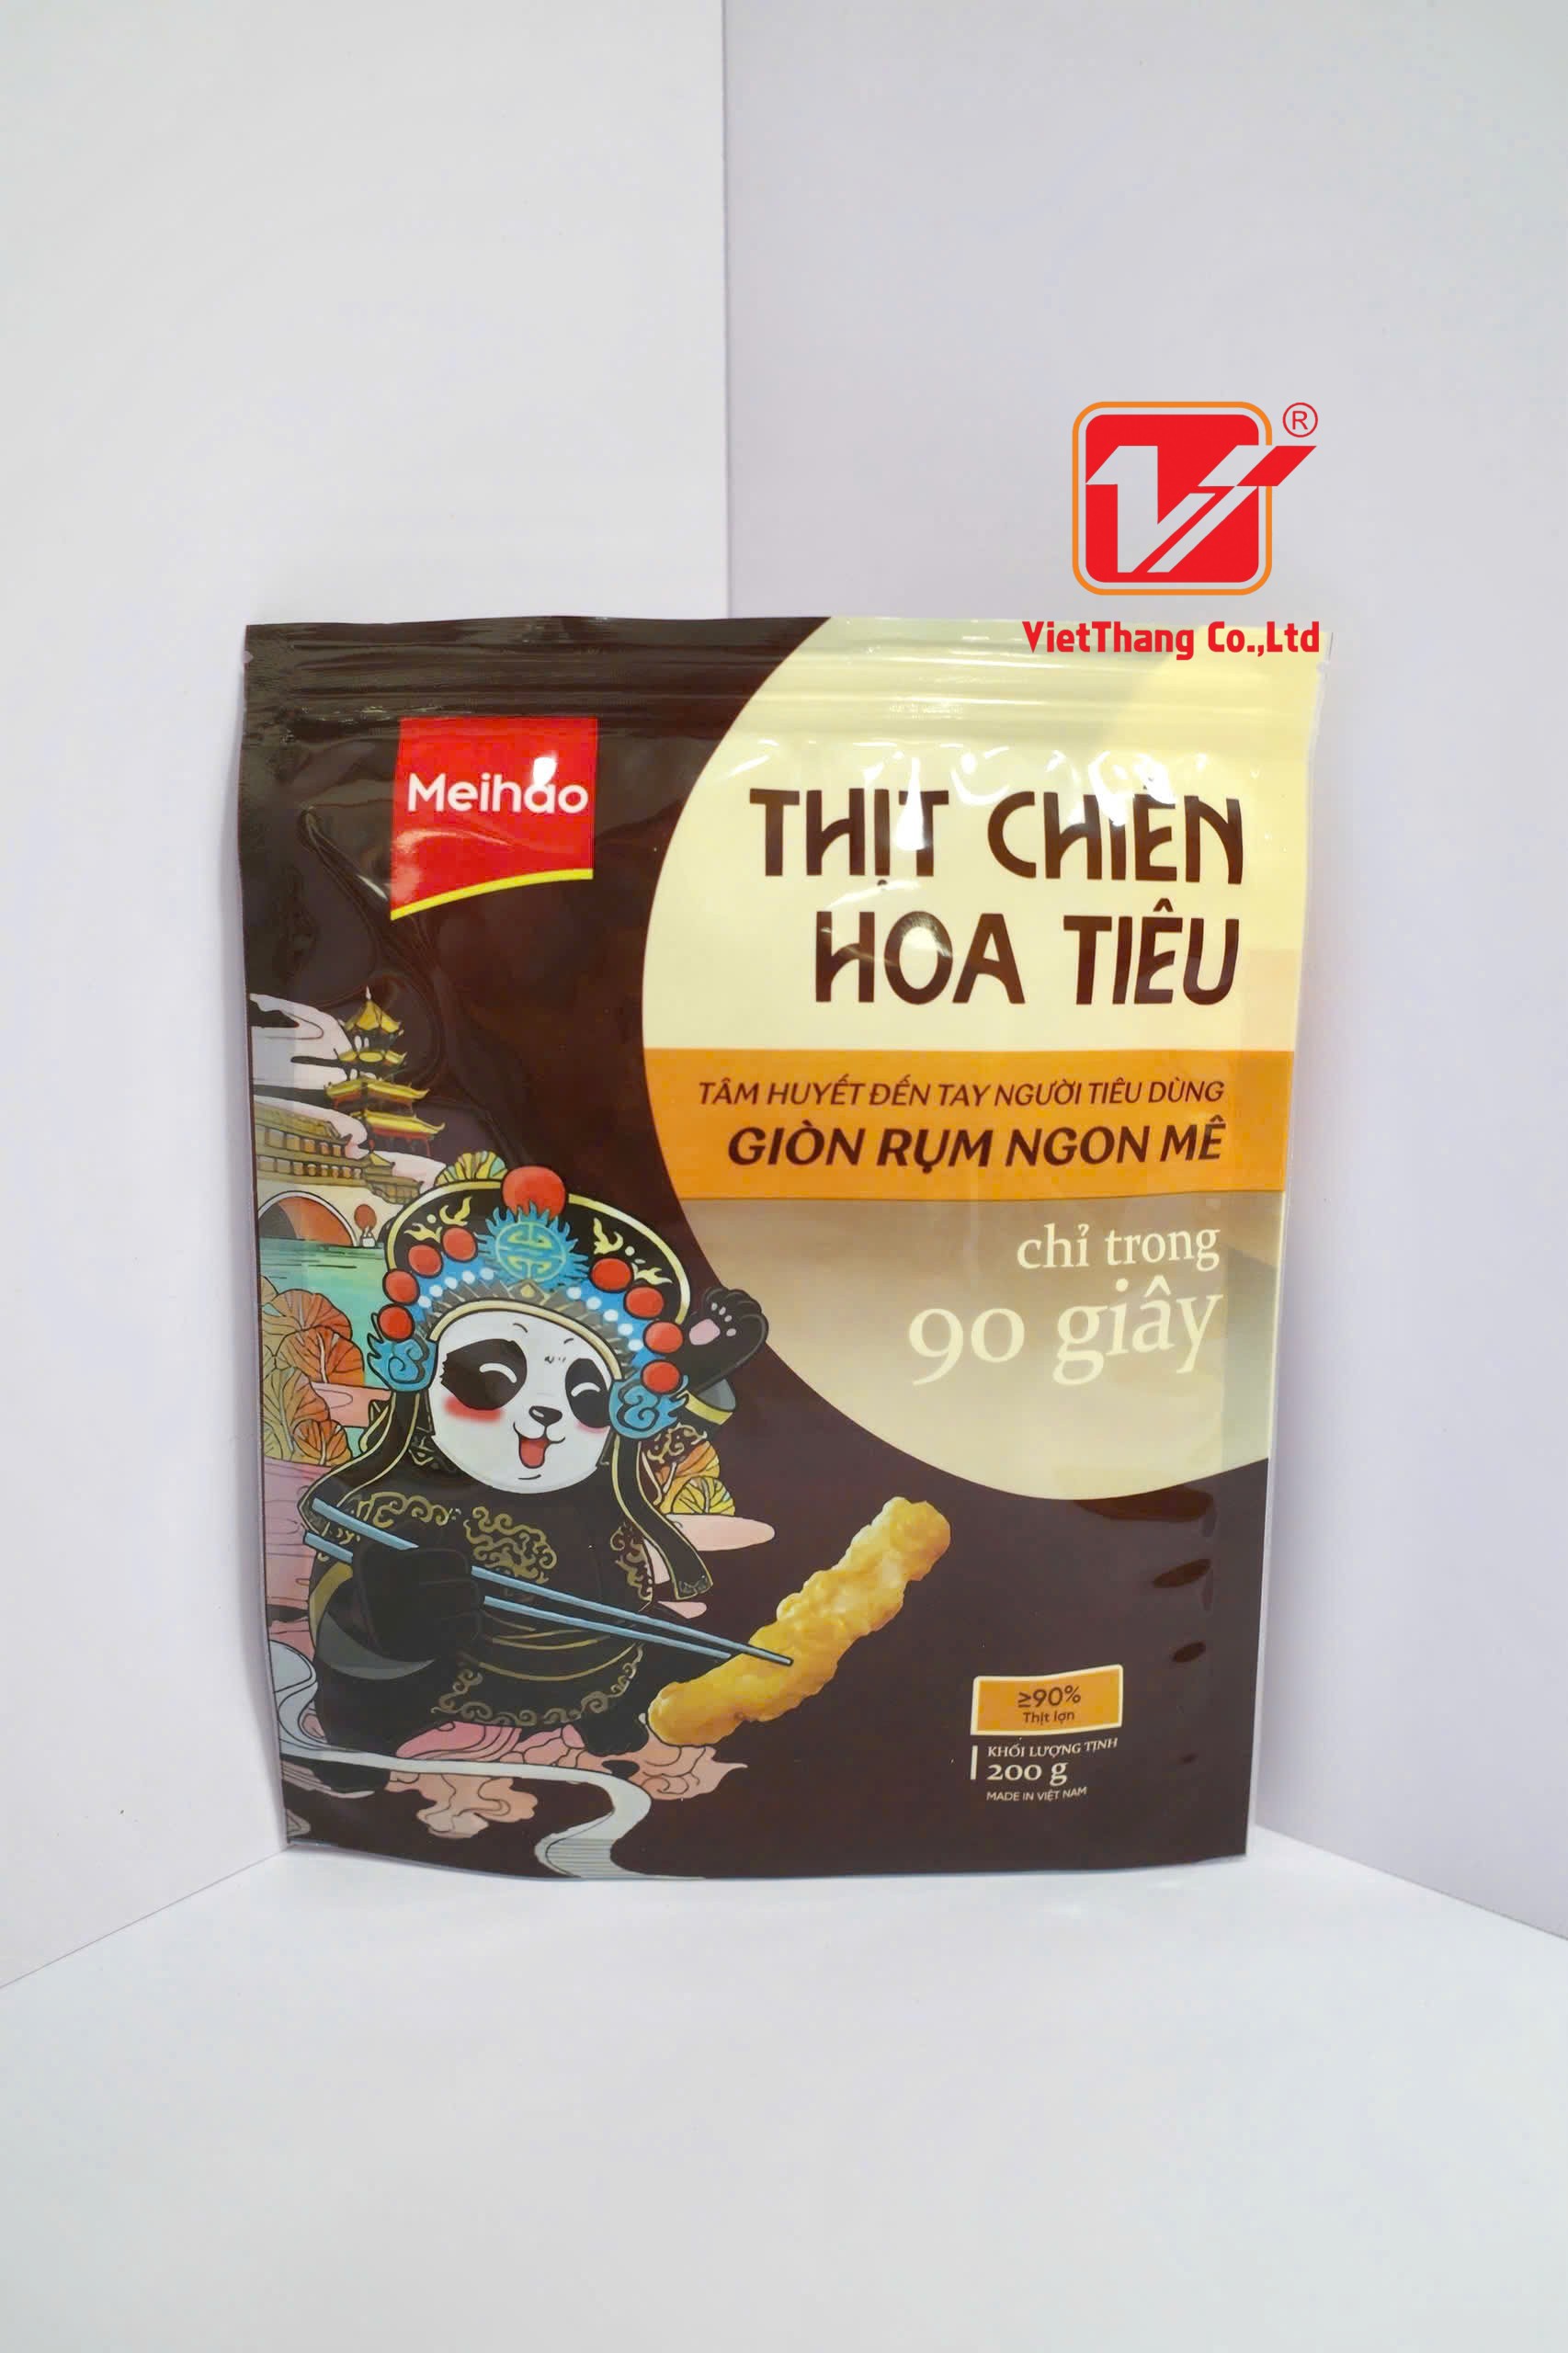 ®
VietThang Co.,Ltd
Meihao
THỊT CHIÊN
HOA TIÊU
TÂM HUYẾT ĐẾN TAY NGƯỜI TIÊU DÙNG
GIÒN RỤM NGON MÊ
chỉ trong
90 giây
≥90%
Thịt lợn
KHỐI LƯỢNG TỊNH
200 g
MADE IN VIỆT NAM